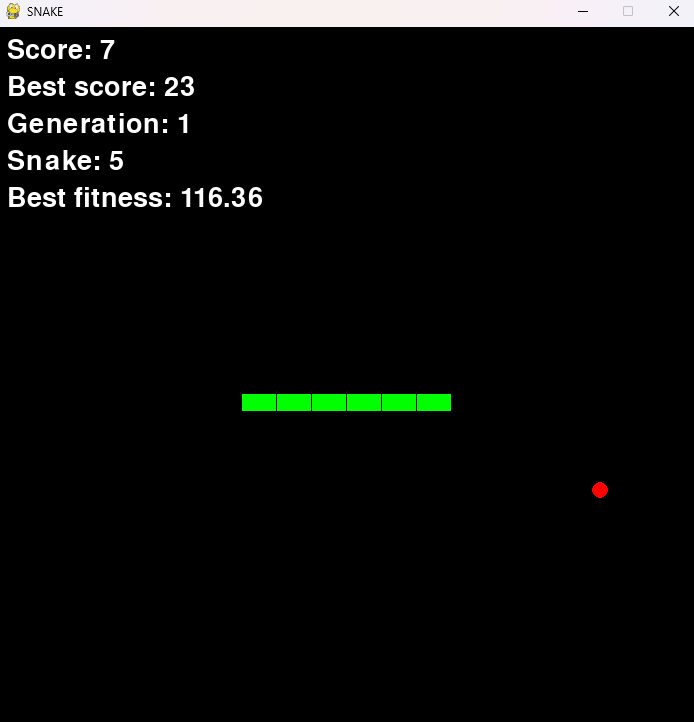 SNAKE
Score: 7
Best score: 23
Generation: 1
Snake: 5
Best fitness: 116.36